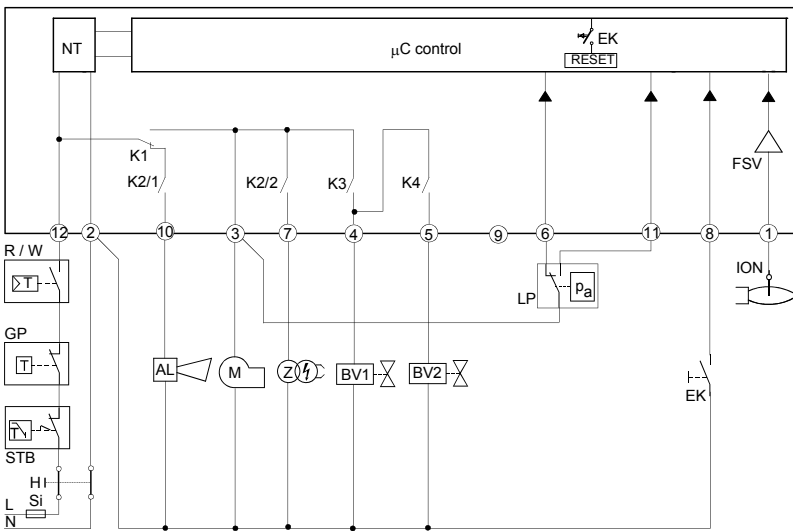 NT
µC control
EK
RESET
K1
K2/1
K2/2
K3
K4
FSV
12
2
10
3
7
4
5
9
6
11
8
1
R / W
T
GP
T
STB
T
H
L
Si
N
AL
M
Z
BV1
BV2
LP
pa
EK
ION